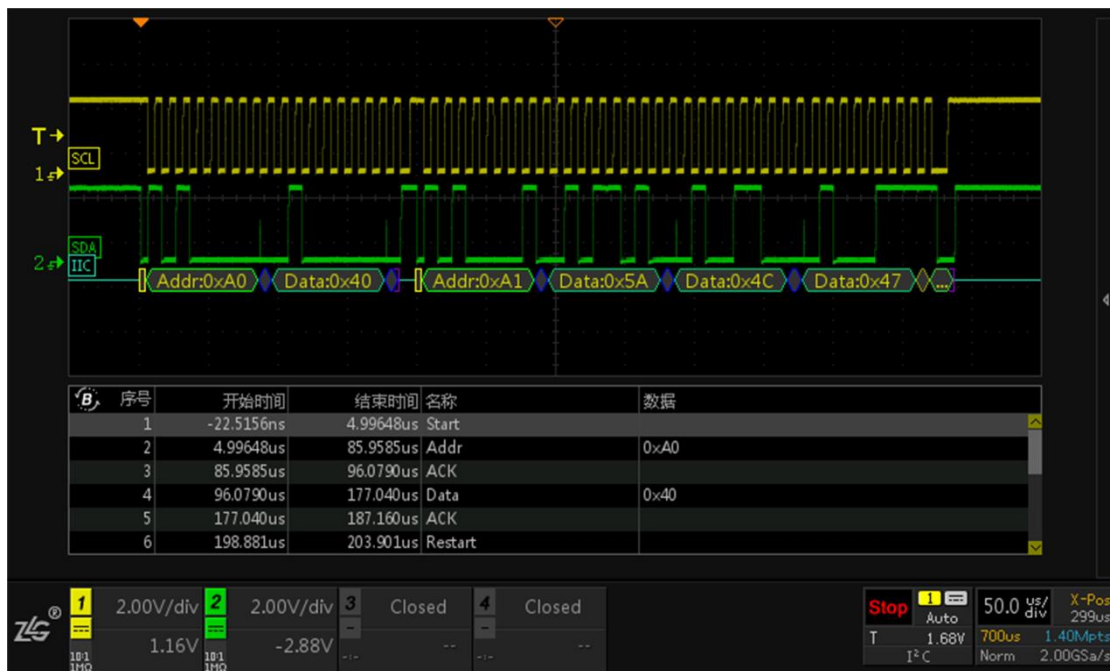 T
SCL
1
SDA
2
IIC
Addr:0xA0 Data:0x40 Addr:0xA1 Data:0x5A Data:0x4C Data:0x47 ...
B 序号 开始时间 结束时间 名称 数据
1 -22.5156ns 4.99648us Start
2 4.99648us 85.9585us Addr 0xA0
3 85.9585us 96.0790us ACK
4 96.0790us 177.040us Data 0x40
5 177.040us 187.160us ACK
6 198.881us 203.901us Restart
ZLG®
1 2.00V/div 2 2.00V/div 3 Closed 4 Closed
10:1 1MΩ 1.16V 10:1 1MΩ -2.88V -:- -- -:- --
Stop 1 Auto 50.0 us/div X-Pos 299us
T 1.68V 700us 1.40Mpts
I²C Norm 2.00GSa/s